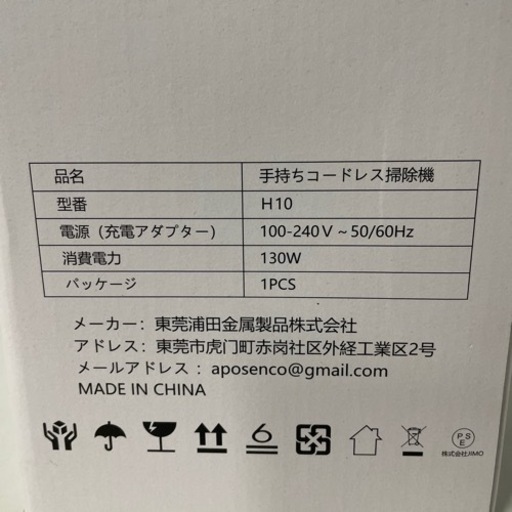 品名 手持ちコードレス掃除機
型番 H10
電源（充電アダプター） 100-240V ~ 50/60Hz
消費電力 130W
パッケージ 1PCS
メーカー：東莞浦田金属製品株式会社
アドレス：東莞市虎门町赤岗社区外経工業区2号
メールアドレス ：aposenco@gmail.com
MADE IN CHINA
6
PSE
株式会社JIMO